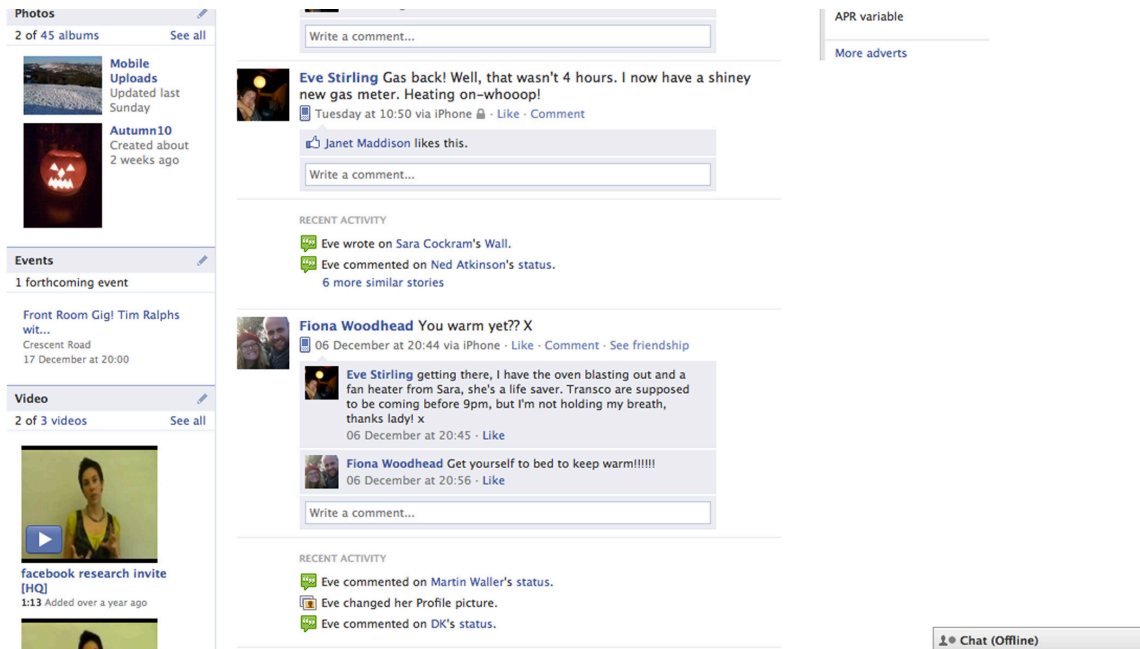 Photos
2 of 45 albums See all
Mobile
Uploads
Updated last
Sunday
Autumn10
Created about
2 weeks ago
Events
1 forthcoming event
Front Room Gig! Tim Ralphs
wit...
Crescent Road
17 December at 20:00
Video
2 of 3 videos See all
facebook research invite
[HQ]
1:13 Added over a year ago
Write a comment...
Eve Stirling Gas back! Well, that wasn't 4 hours. I now have a shiney
new gas meter. Heating on-whooop!
Tuesday at 10:50 via iPhone · Like · Comment
Janet Maddison likes this.
Write a comment...
RECENT ACTIVITY
Eve wrote on Sara Cockram's Wall.
Eve commented on Ned Atkinson's status.
6 more similar stories
Fiona Woodhead You warm yet?? X
06 December at 20:44 via iPhone · Like · Comment · See friendship
Eve Stirling getting there, I have the oven blasting out and a
fan heater from Sara, she's a life saver. Transco are supposed
to be coming before 9pm, but I'm not holding my breath,
thanks lady! x
06 December at 20:45 · Like
Fiona Woodhead Get yourself to bed to keep warm!!!!!!
06 December at 20:56 · Like
Write a comment...
RECENT ACTIVITY
Eve commented on Martin Waller's status.
Eve changed her Profile picture.
Eve commented on DK's status.
APR variable
More adverts
Chat (Offline)